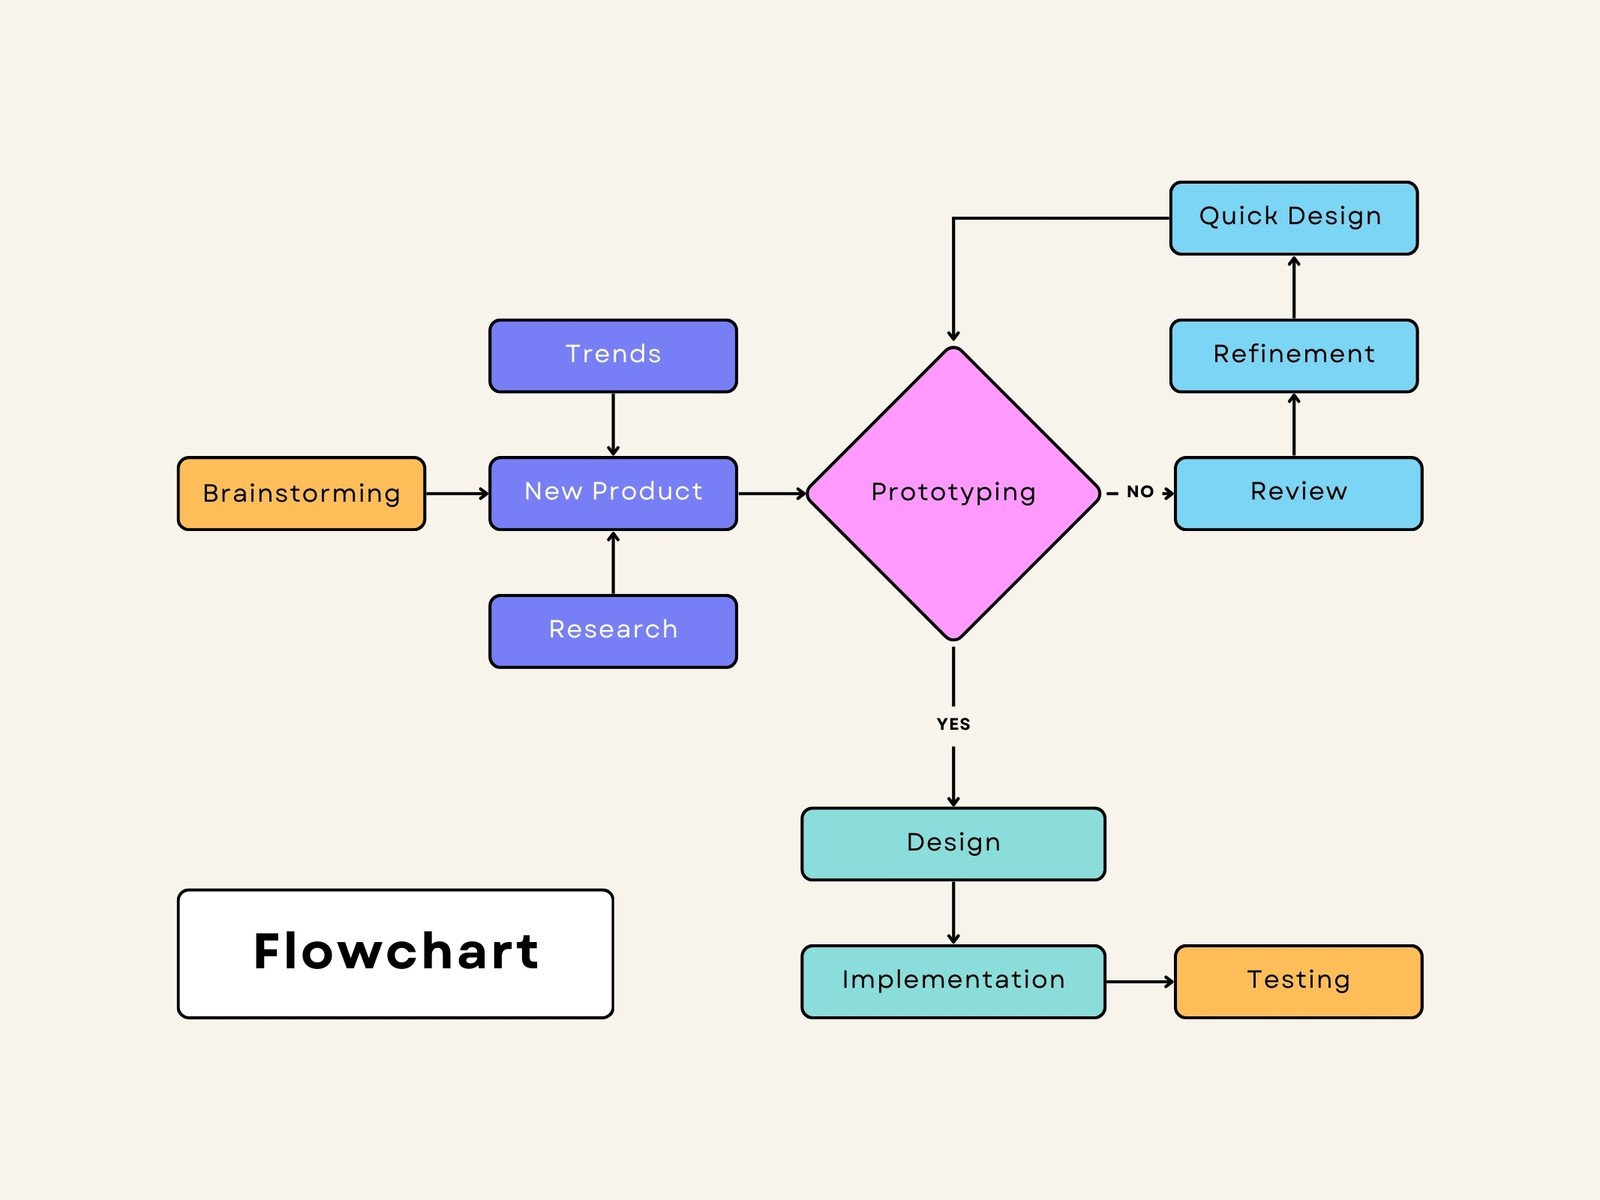 Quick Design
Trends
Refinement
Brainstorming
New Product
Prototyping
NO
Review
Research
YES
Design
Flowchart
Implementation
Testing